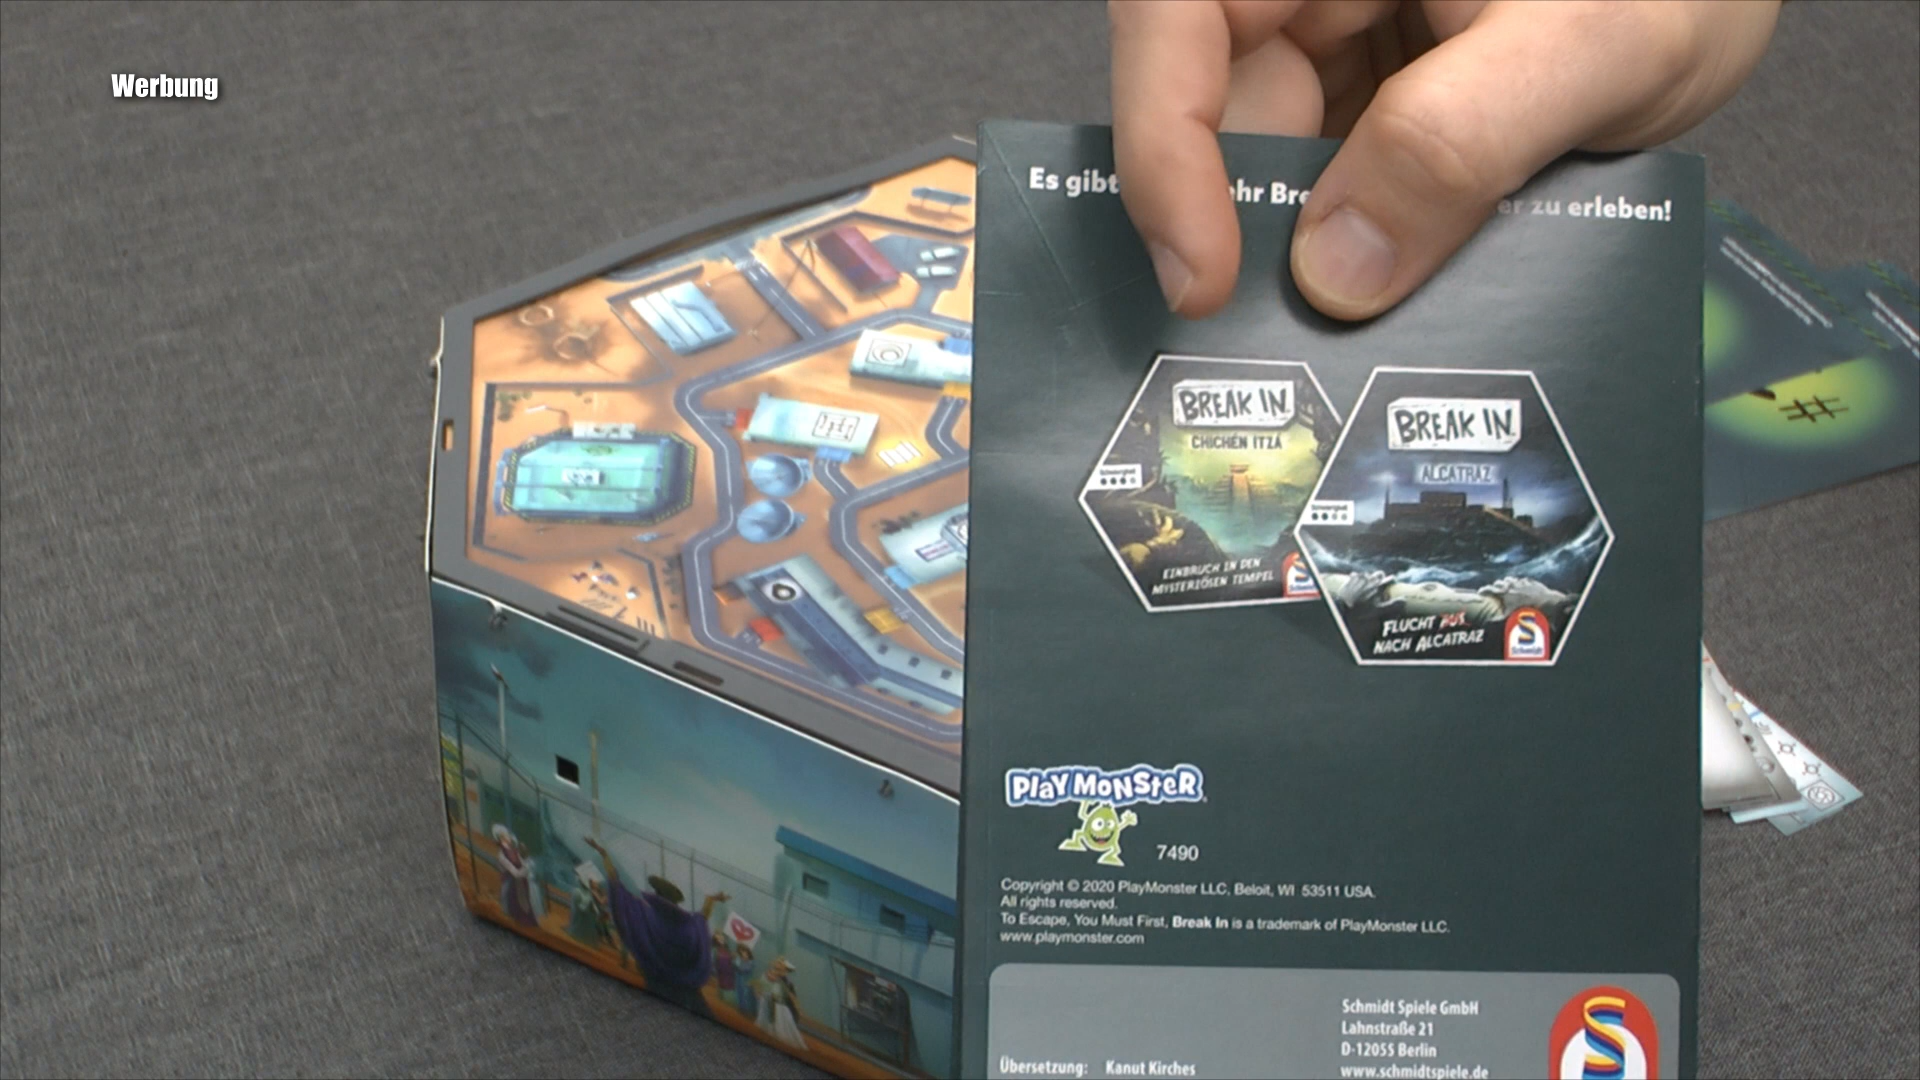 Werbung
Es gibt ehr Bre er zu erleben!
BREAK IN
CHICHÉN ITZÁ
EINBRUCH IN DEN
MYSTERIÖSEN TEMPEL
BREAK IN
ALCATRAZ
FLUCHT AUS
NACH ALCATRAZ
Schmidt
PLAY MONSTER
7490
Copyright © 2020 PlayMonster LLC, Beloit, WI 53511 USA.
All rights reserved.
To Escape, You Must First, Break In is a trademark of PlayMonster LLC.
www.playmonster.com
Schmidt Spiele GmbH
Lahnstraße 21
D-12055 Berlin
www.schmidtspiele.de
Übersetzung: Kanut Kirches